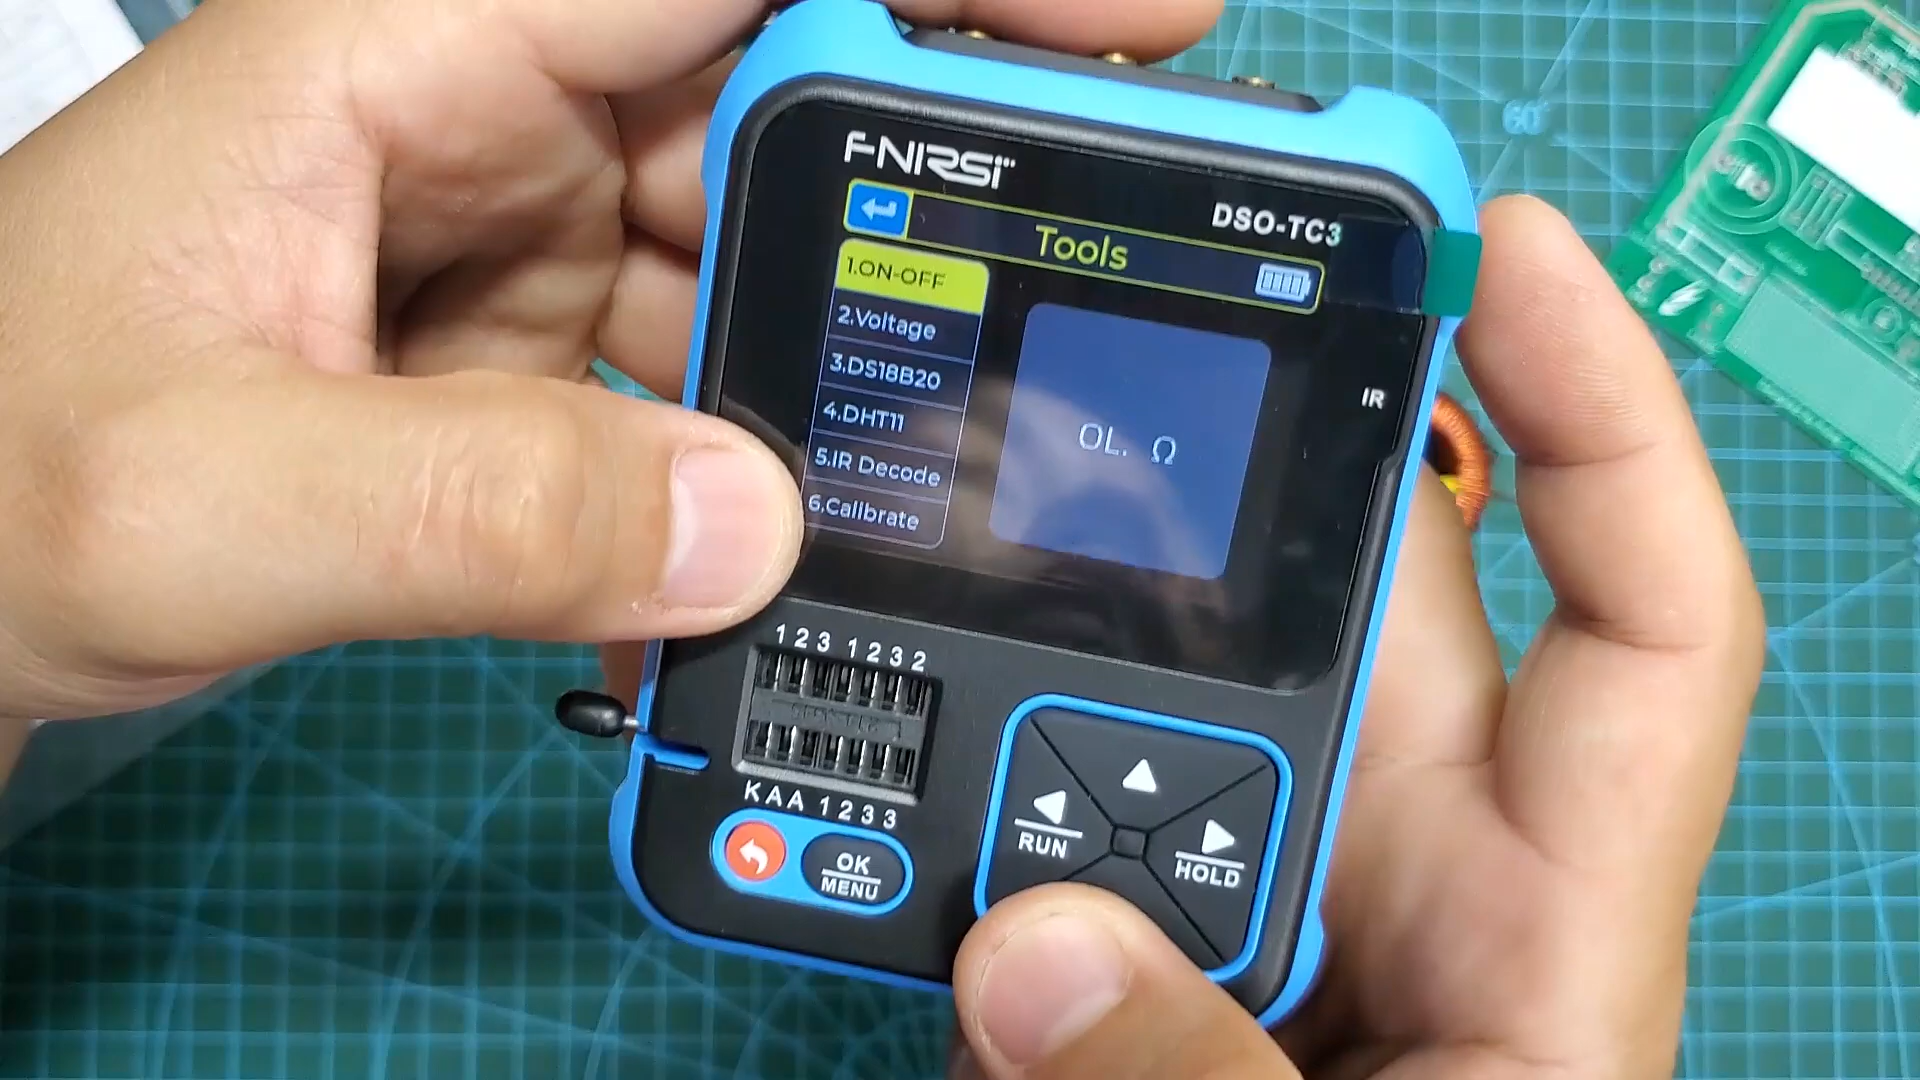 60°
FNIRSI
DSO-TC3
Tools
1.ON-OFF
2.Voltage
3.DS18B20
4.DHT11
5.IR Decode
6.Calibrate
OL. Ω
IR
1 2 3 1 2 3 2
K A A 1 2 3 3
OK
MENU
RUN
HOLD